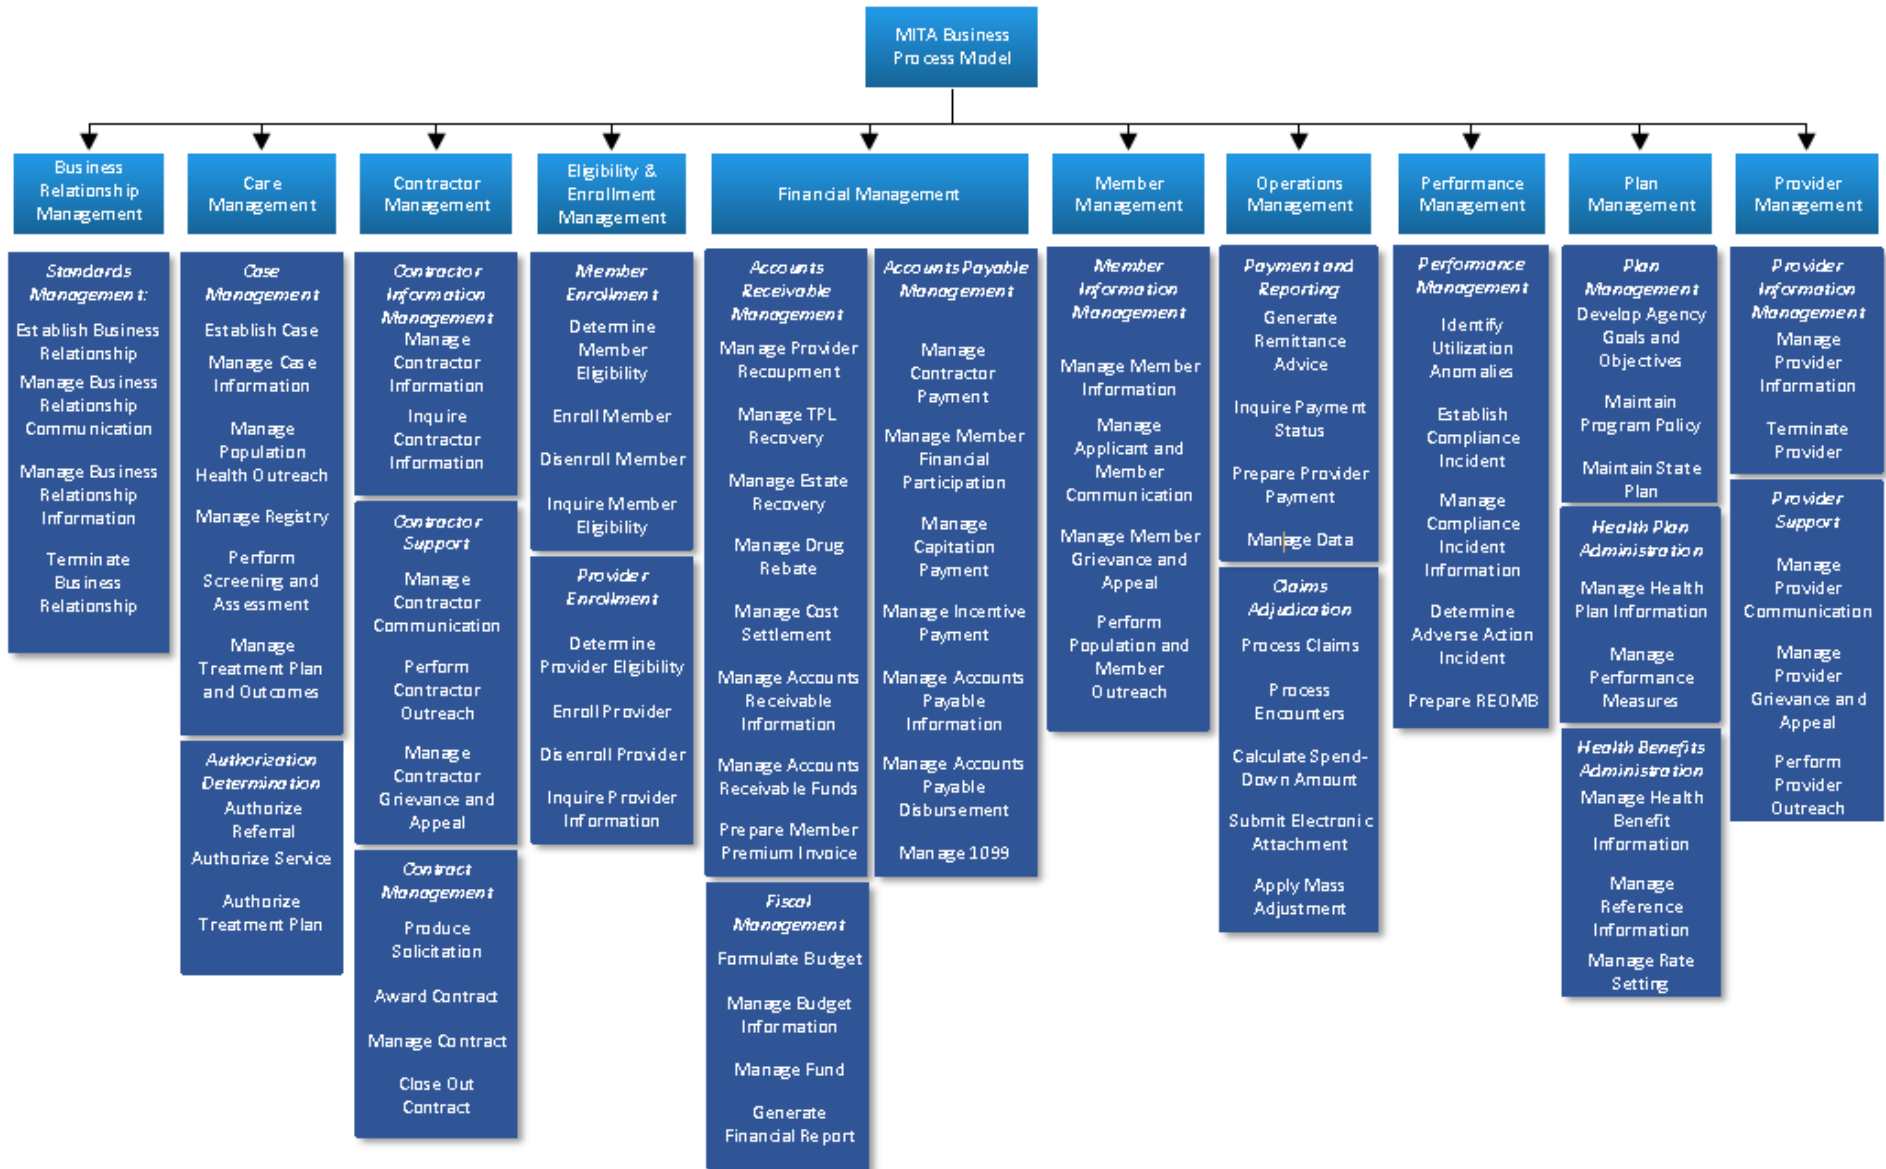 MITA Business
Process Model
Business
Relationship
Management
Care
Management
Contractor
Management
Eligibility &
Enrollment
Management
Financial Management
Member
Management
Operations
Management
Performance
Management
Plan
Management
Provider
Management
Standards
Management:
Establish Business
Relationship
Manage Business
Relationship
Communication
Manage Business
Relationship
Information
Terminate
Business
Relationship
Case
Management
Establish Case
Manage Case
Information
Manage
Population
Health Outreach
Manage Registry
Perform
Screening and
Assessment
Manage
Treatment Plan
and Outcomes
Authorization
Determination
Authorize
Referral
Authorize Service
Authorize
Treatment Plan
Contractor
Information
Management
Manage
Contractor
Information
Inquire
Contractor
Information
Contractor
Support
Manage
Contractor
Communication
Perform
Contractor
Outreach
Manage
Contractor
Grievance and
Appeal
Contract
Management
Produce
Solicitation
Award Contract
Manage Contract
Close Out
Contract
Member
Enrollment
Determine
Member
Eligibility
Enroll Member
Disenroll Member
Inquire Member
Eligibility
Provider
Enrollment
Determine
Provider Eligibility
Enroll Provider
Disenroll Provider
Inquire Provider
Information
Accounts
Receivable
Management
Manage Provider
Recoupment
Manage TPL
Recovery
Manage Estate
Recovery
Manage Drug
Rebate
Manage Cost
Settlement
Manage Accounts
Receivable
Information
Manage Accounts
Receivable Funds
Prepare Member
Premium Invoice
Fiscal
Management
Formulate Budget
Manage Budget
Information
Manage Fund
Generate
Financial Report
Accounts Payable
Management
Manage
Contractor
Payment
Manage Member
Financial
Participation
Manage
Capitation
Payment
Manage Incentive
Payment
Manage Accounts
Payable
Information
Manage Accounts
Payable
Disbursement
Manage 1099
Member
Information
Management
Manage Member
Information
Manage
Applicant and
Member
Communication
Manage Member
Grievance and
Appeal
Perform
Population and
Member
Outreach
Payment and
Reporting
Generate
Remittance
Advice
Inquire Payment
Status
Prepare Provider
Payment
Manage Data
Claims
Adjudication
Process Claims
Process
Encounters
Calculate Spend-
Down Amount
Submit Electronic
Attachment
Apply Mass
Adjustment
Performance
Management
Identify
Utilization
Anomalies
Establish
Compliance
Incident
Manage
Compliance
Incident
Information
Determine
Adverse Action
Incident
Prepare REOMB
Plan
Management
Develop Agency
Goals and
Objectives
Maintain
Program Policy
Maintain State
Plan
Health Plan
Administration
Manage Health
Plan Information
Manage
Performance
Measures
Health Benefits
Administration
Manage Health
Benefit
Information
Manage
Reference
Information
Manage Rate
Setting
Provider
Information
Management
Manage
Provider
Information
Terminate
Provider
Provider
Support
Manage
Provider
Communication
Manage
Provider
Grievance and
Appeal
Perform
Provider
Outreach